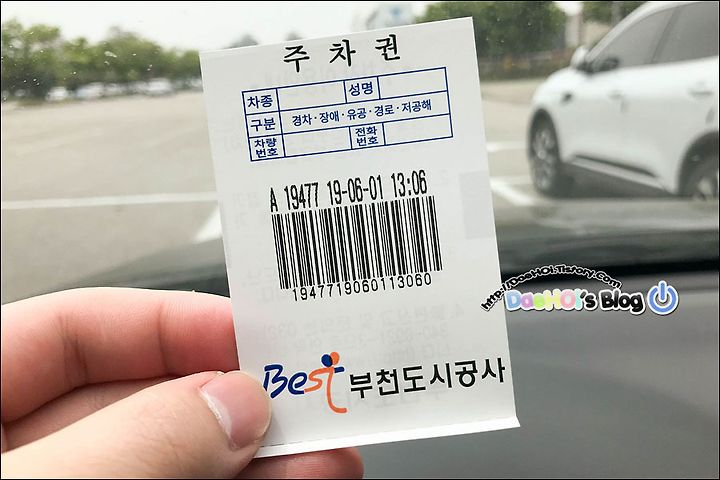 주차권
차종 성명
구분 경차·장애·유공·경로·저공해
차량번호 전화번호
A 19477 19-06-01 13:06
1947719060113060
Best 부천도시공사
http://DaeHOI.Tistory.Com
DaeHOI's Blog